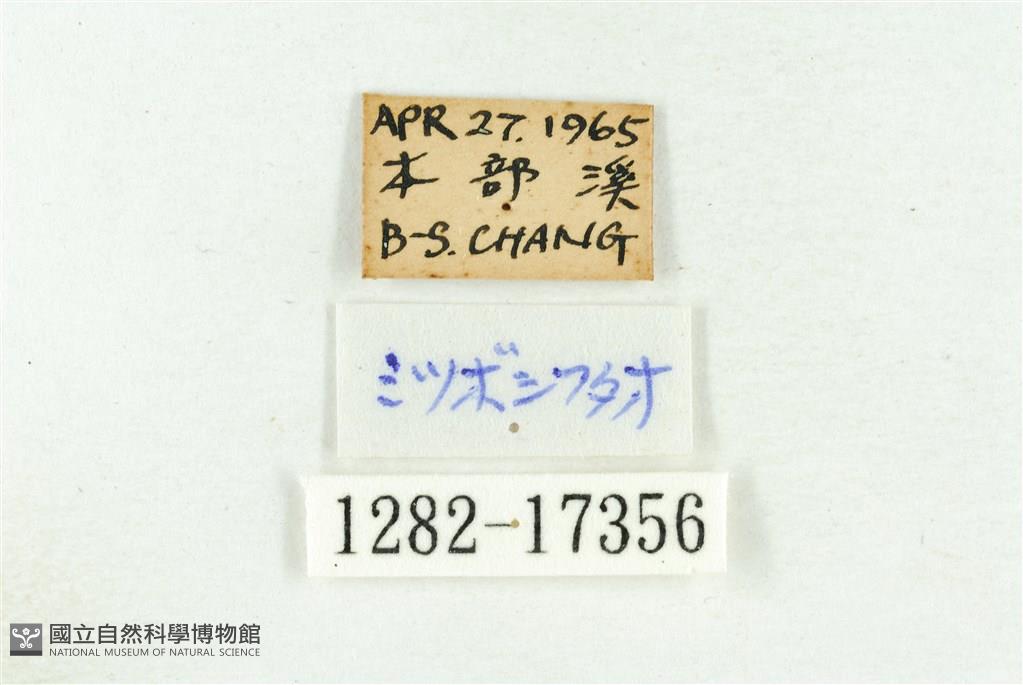 APR 27. 1965
本部溪
B-S. CHANG
ミツボシフタオ
1282-17356
國立自然科學博物館
NATIONAL MUSEUM OF NATURAL SCIENCE